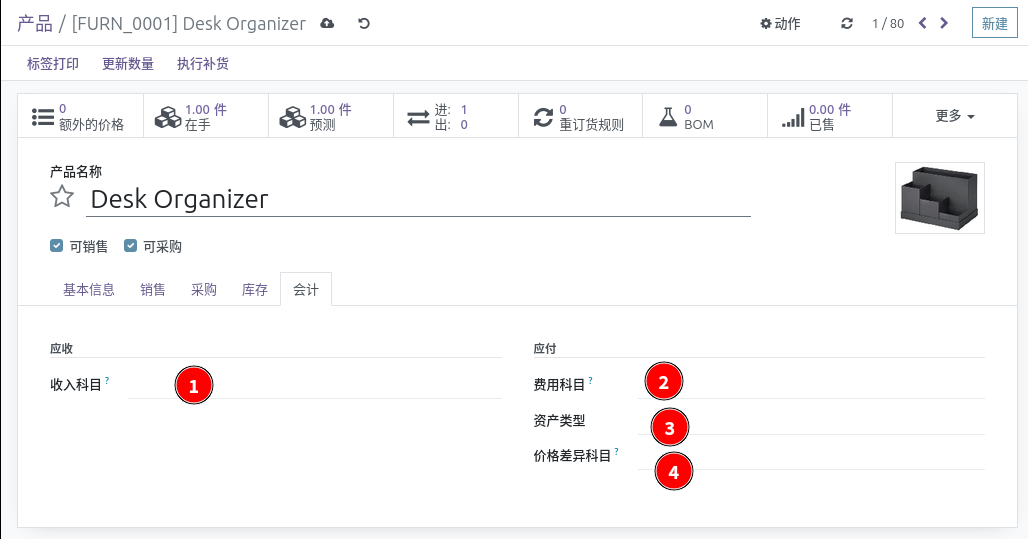 产品 / [FURN_0001] Desk Organizer 动作 1 / 80 新建
标签打印 更新数量 执行补货
0
额外的价格
1.00 件
在手
1.00 件
预测
进: 1
出: 0
0
重订货规则
0
BOM
0.00 件
已售
更多
产品名称
Desk Organizer
可销售 可采购
基本信息 销售 采购 库存 会计
应收
收入科目 ? 1
应付
费用科目 ? 2
资产类型 3
价格差异科目 ? 4